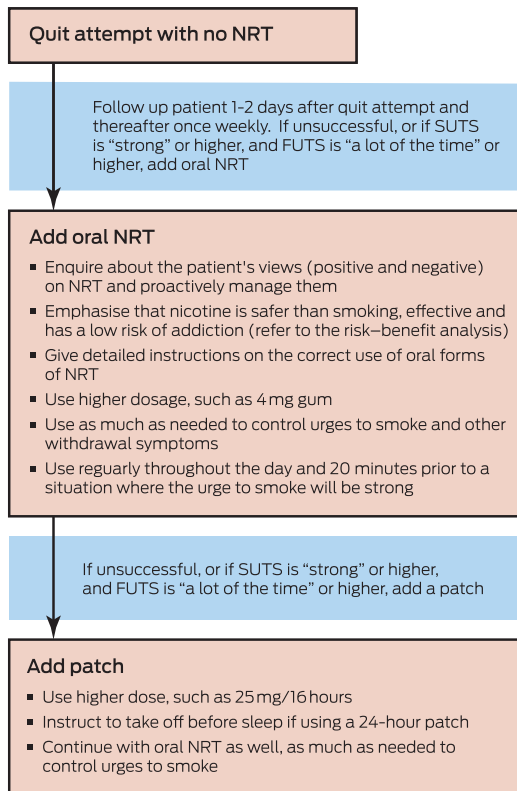 Quit attempt with no NRT
Follow up patient 1-2 days after quit attempt and
thereafter once weekly. If unsuccessful, or if SUTS
is “strong” or higher, and FUTS is “a lot of the time” or
higher, add oral NRT
Add oral NRT
▪ Enquire about the patient's views (positive and negative)
on NRT and proactively manage them
▪ Emphasise that nicotine is safer than smoking, effective and
has a low risk of addiction (refer to the risk–benefit analysis)
▪ Give detailed instructions on the correct use of oral forms
of NRT
▪ Use higher dosage, such as 4 mg gum
▪ Use as much as needed to control urges to smoke and other
withdrawal symptoms
▪ Use reguarly throughout the day and 20 minutes prior to a
situation where the urge to smoke will be strong
If unsuccessful, or if SUTS is “strong” or higher,
and FUTS is “a lot of the time” or higher, add a patch
Add patch
▪ Use higher dose, such as 25 mg/16 hours
▪ Instruct to take off before sleep if using a 24-hour patch
▪ Continue with oral NRT as well, as much as needed to
control urges to smoke